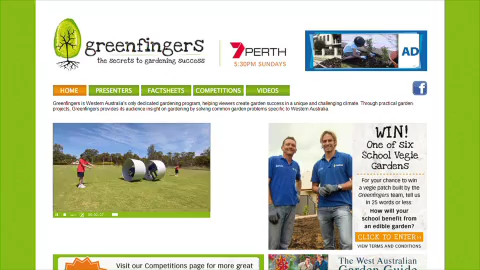 greenfingers
the secrets to gardening success
7 PERTH
5:30PM SUNDAYS
AD
HOME PRESENTERS FACTSHEETS COMPETITIONS VIDEOS
f
Greenfingers is Western Australia's only dedicated gardening program, helping viewers create garden success in a unique and challenging climate. Through practical garden
projects, Greenfingers provides its audience insight on gardening by solving common garden problems specific to Western Australia.
WIN!
One of six
School Vegie
Gardens
For your chance to win
a vegie patch built by the
Greenfingers team, tell us
in 25 words or less
How will your
school benefit from
an edible garden?
CLICK TO ENTER
VIEW TERMS AND CONDITIONS
Visit our Competitions page for more great
The West Australian
Garden Guide